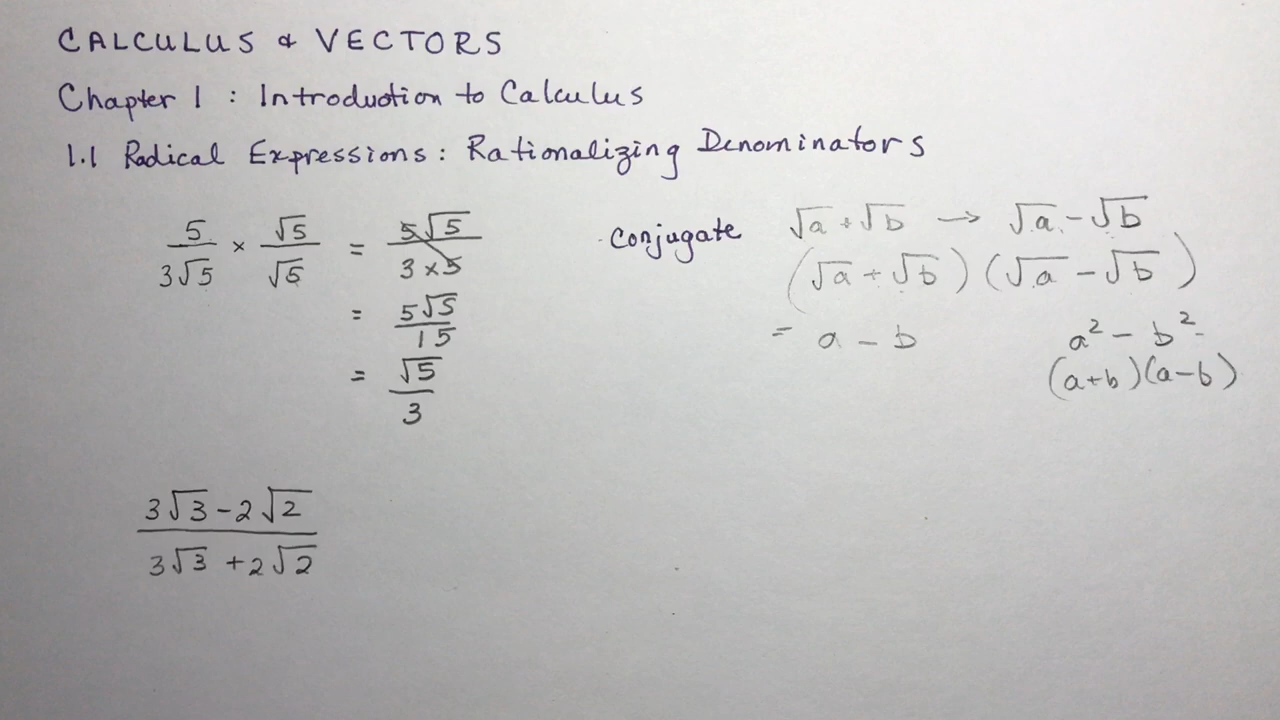 CALCULUS & VECTORS
Chapter 1 : Introduction to Calculus
1.1 Radical Expressions : Rationalizing Denominators
5/3√5 × √5/√5 = 5√5/3×5
= 5√5/15
= √5/3
Conjugate √a + √b → √a - √b
(√a + √b)(√a - √b)
= a - b
a² - b²
(a+b)(a-b)
3√3 - 2√2
3√3 + 2√2